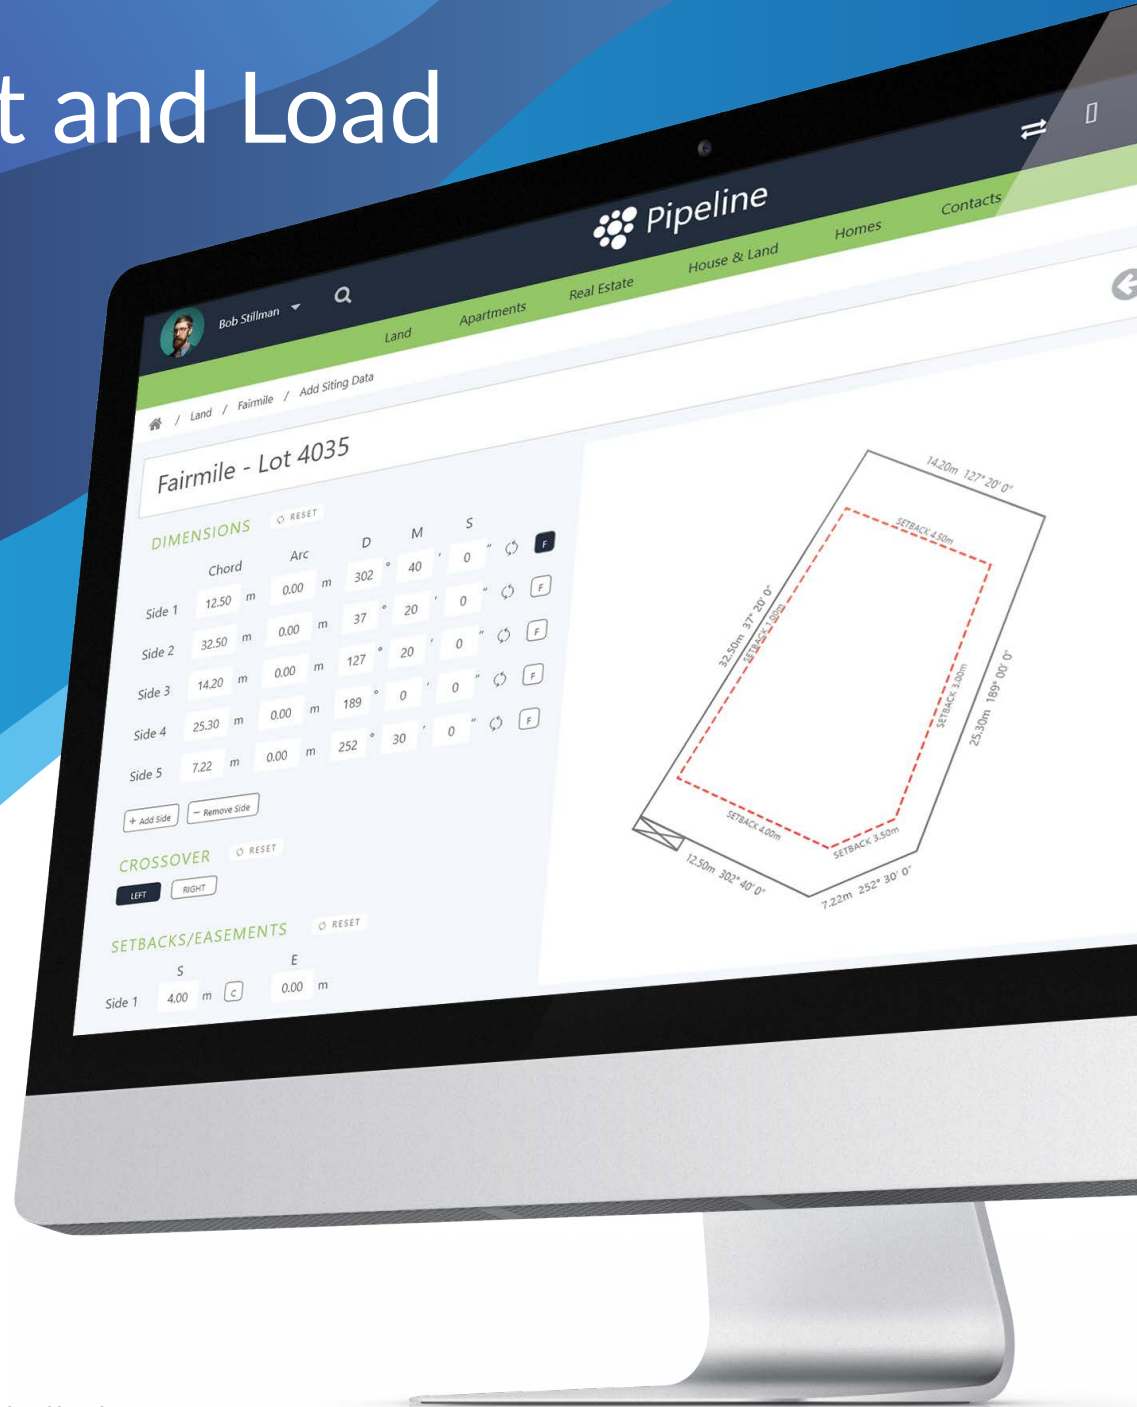 t and Load
Pipeline
Bob Stillman
Land Apartments Real Estate House & Land Homes Contacts
/ Land / Fairmile / Add Siting Data
Fairmile - Lot 4035
DIMENSIONS RESET
Chord Arc D M S
Side 1 12.50 m 0.00 m 302 ° 40 ' 0 " F
Side 2 32.50 m 0.00 m 37 ° 20 ' 0 " F
Side 3 14.20 m 0.00 m 127 ° 20 ' 0 " F
Side 4 25.30 m 0.00 m 189 ° 0 ' 0 " F
Side 5 7.22 m 0.00 m 252 ° 30 ' 0 " F
+ Add Side − Remove Side
CROSSOVER RESET
LEFT RIGHT
SETBACKS/EASEMENTS RESET
S E
Side 1 4.00 m C 0.00 m
14.20m 127° 20' 0"
SETBACK 4.50m
32.50m 37° 20' 0"
SETBACK 1.00m
SETBACK 3.00m
25.30m 189° 00' 0"
SETBACK 4.00m
SETBACK 3.50m
12.50m 302° 40' 0"
7.22m 252° 30' 0"